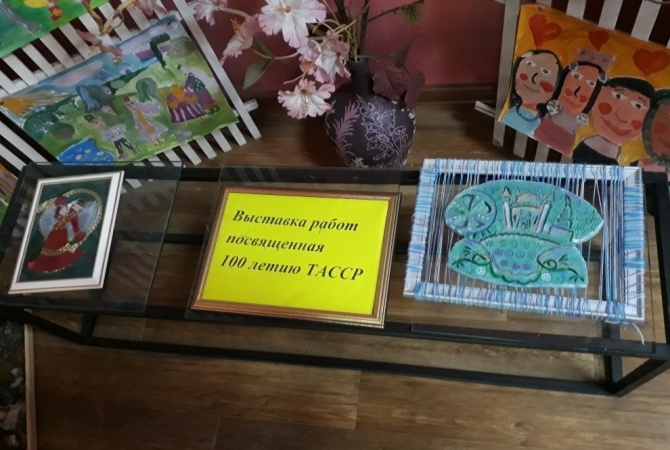 Выставка работ
посвященная
100 летию ТАССР